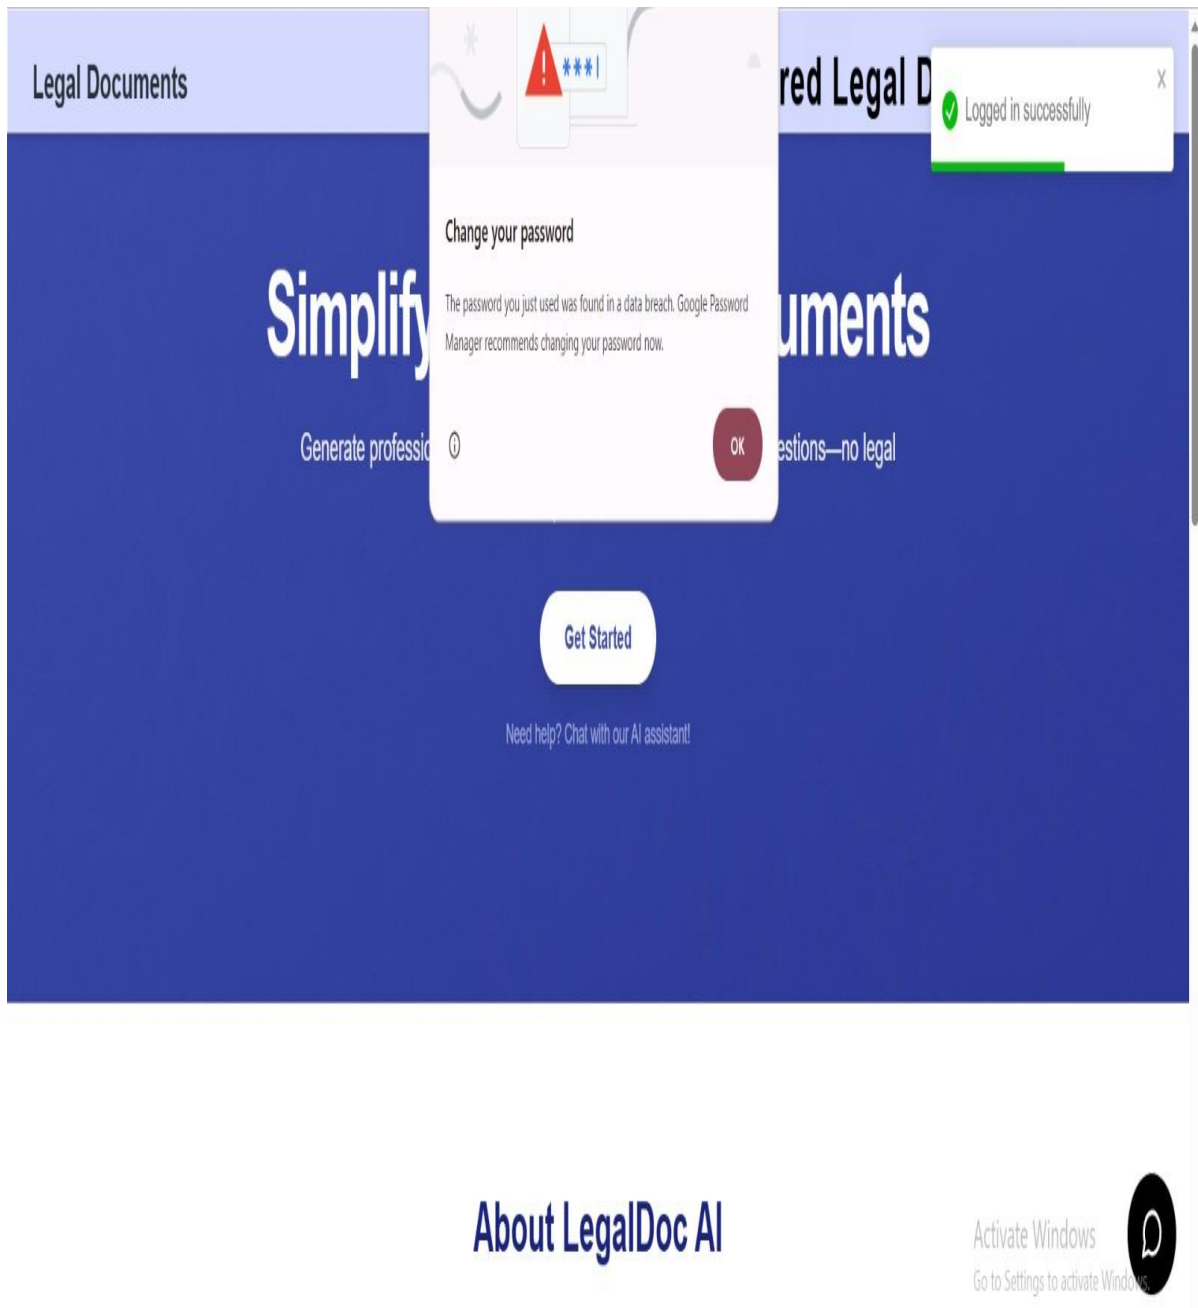 Legal Documents
***
red Legal D
Logged in successfully
Change your password
The password you just used was found in a data breach. Google Password
Manager recommends changing your password now.
OK
Simplify uments
Generate professio estions—no legal
Get Started
Need help? Chat with our AI assistant!
About LegalDoc AI
Activate Windows
Go to Settings to activate Windows.